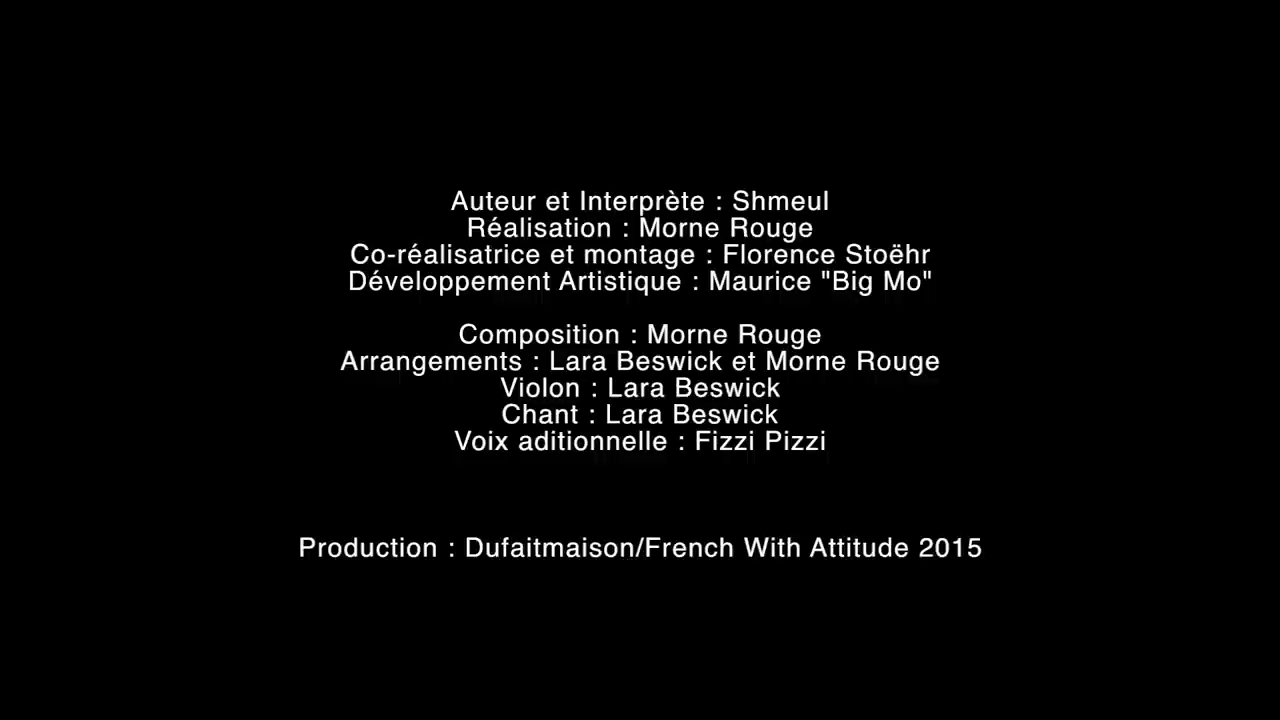 Auteur et Interprète : Shmeul
Réalisation : Morne Rouge
Co-réalisatrice et montage : Florence Stoëhr
Développement Artistique : Maurice "Big Mo"
Composition : Morne Rouge
Arrangements : Lara Beswick et Morne Rouge
Violon : Lara Beswick
Chant : Lara Beswick
Voix aditionnelle : Fizzi Pizzi
Production : Dufaitmaison/French With Attitude 2015